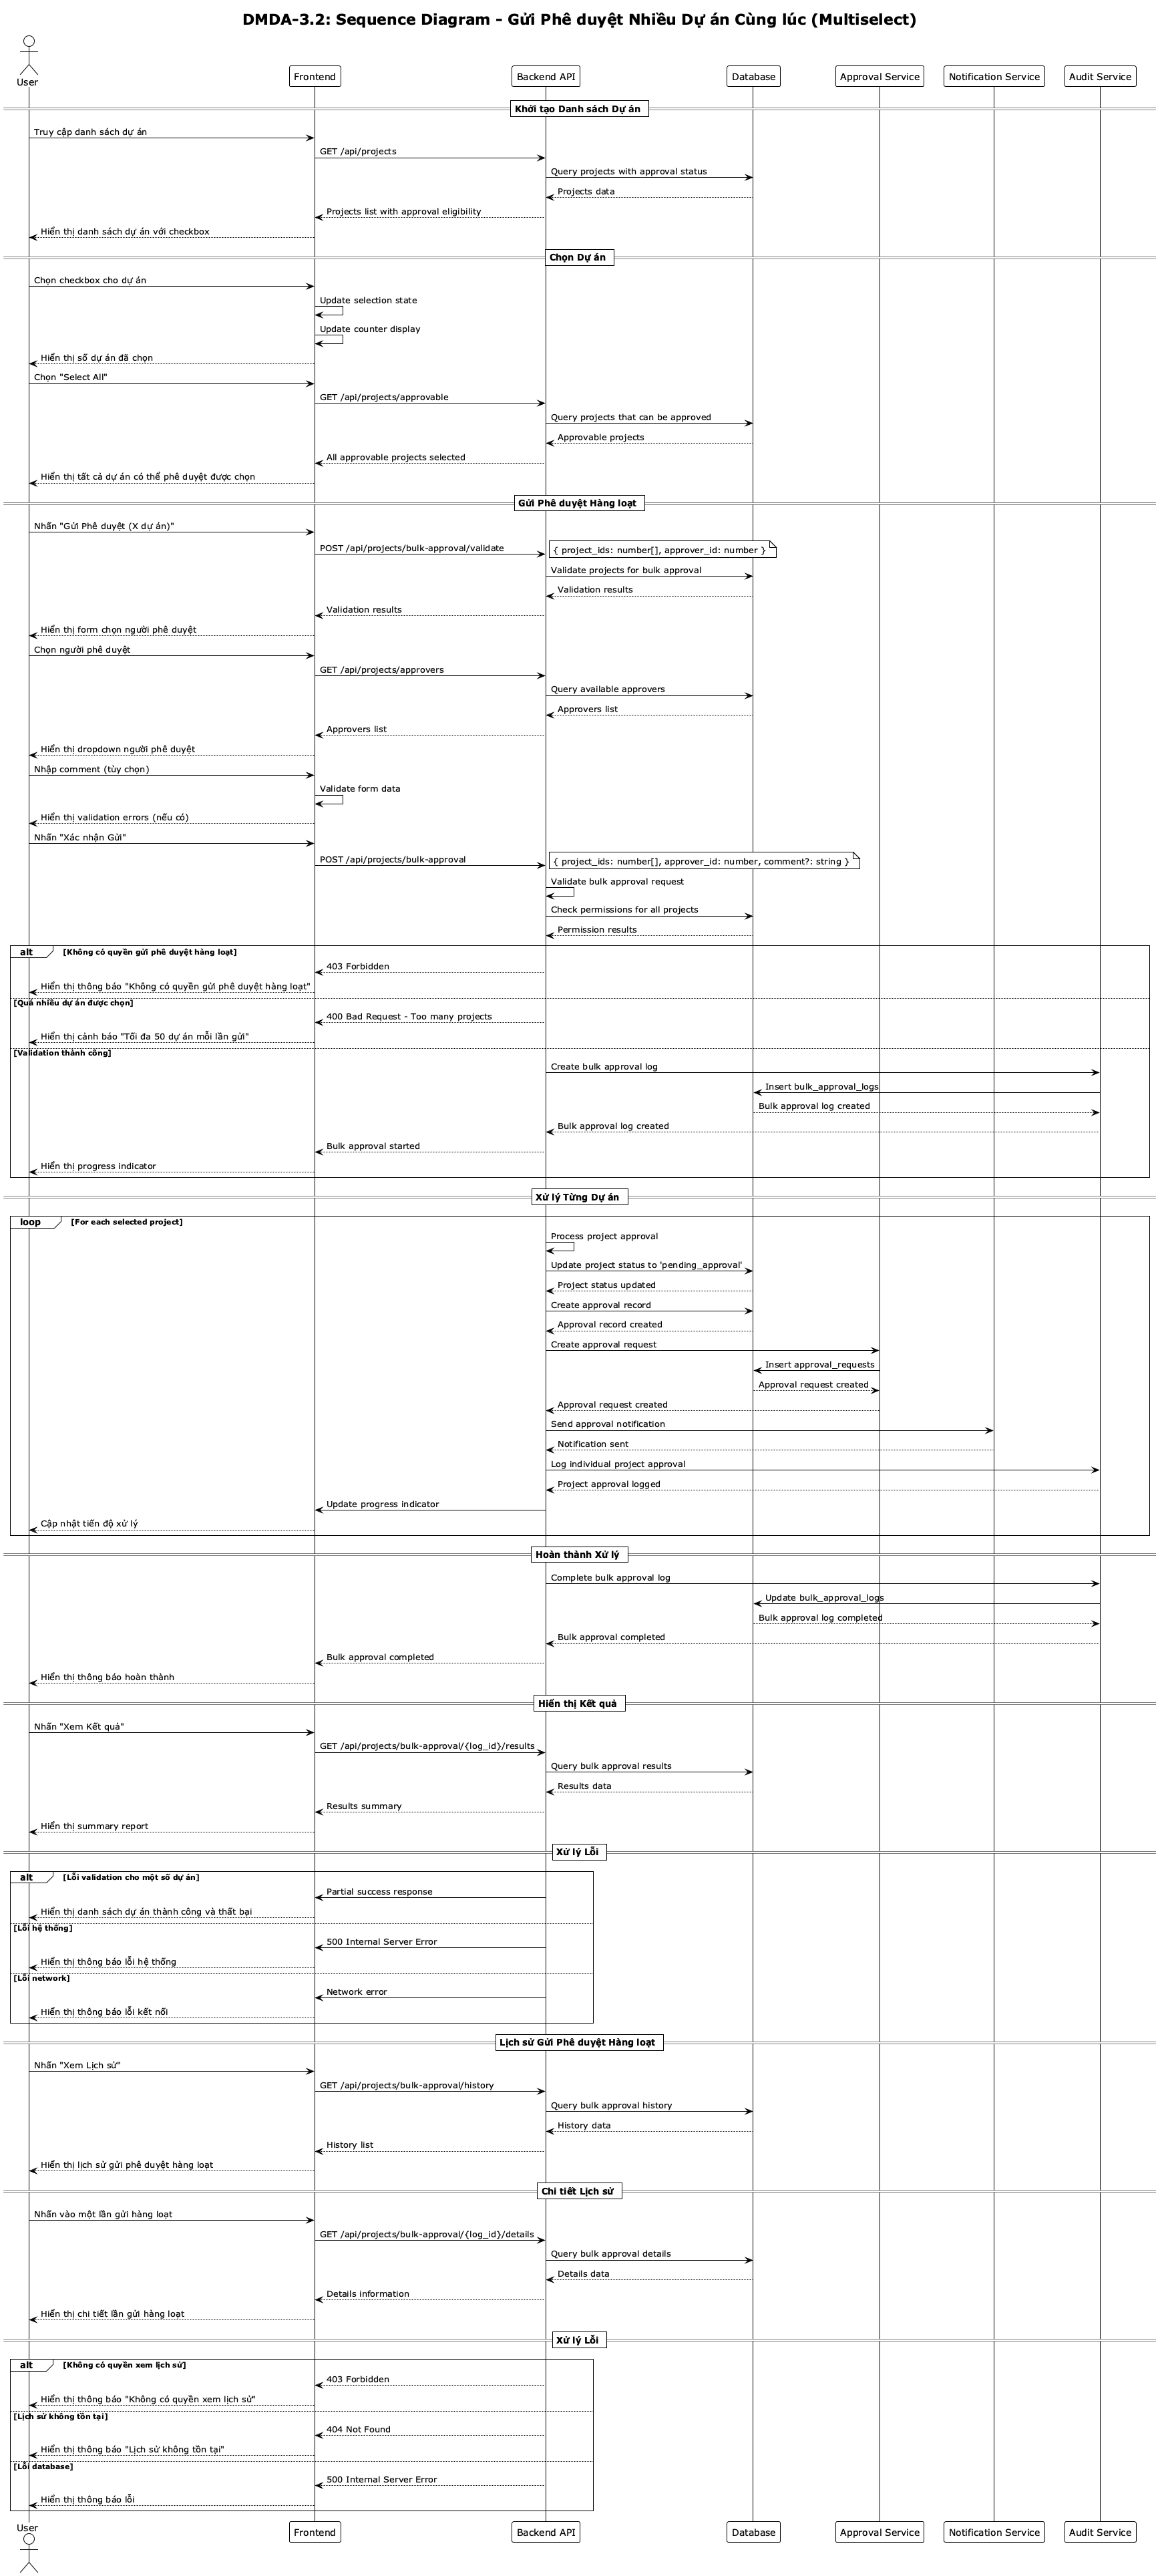 DMDA-3.2: Sequence Diagram - Gửi Phê duyệt Nhiều Dự án Cùng lúc (Multiselect)
User
Frontend
Backend API
Database
Approval Service
Notification Service
Audit Service
Khởi tạo Danh sách Dự án
Truy cập danh sách dự án
GET /api/projects
Query projects with approval status
Projects data
Projects list with approval eligibility
Hiển thị danh sách dự án với checkbox
Chọn Dự án
Chọn checkbox cho dự án
Update selection state
Update counter display
Hiển thị số dự án đã chọn
Chọn "Select All"
GET /api/projects/approvable
Query projects that can be approved
Approvable projects
All approvable projects selected
Hiển thị tất cả dự án có thể phê duyệt được chọn
Gửi Phê duyệt Hàng loạt
Nhấn "Gửi Phê duyệt (X dự án)"
POST /api/projects/bulk-approval/validate
{ project_ids: number[], approver_id: number }
Validate projects for bulk approval
Validation results
Validation results
Hiển thị form chọn người phê duyệt
Chọn người phê duyệt
GET /api/projects/approvers
Query available approvers
Approvers list
Approvers list
Hiển thị dropdown người phê duyệt
Nhập comment (tùy chọn)
Validate form data
Hiển thị validation errors (nếu có)
Nhấn "Xác nhận Gửi"
POST /api/projects/bulk-approval
{ project_ids: number[], approver_id: number, comment?: string }
Validate bulk approval request
Check permissions for all projects
Permission results
alt [Không có quyền gửi phê duyệt hàng loạt]
403 Forbidden
Hiển thị thông báo "Không có quyền gửi phê duyệt hàng loạt"
[Quá nhiều dự án được chọn]
400 Bad Request - Too many projects
Hiển thị cảnh báo "Tối đa 50 dự án mỗi lần gửi"
[Validation thành công]
Create bulk approval log
Insert bulk_approval_logs
Bulk approval log created
Bulk approval log created
Bulk approval started
Hiển thị progress indicator
Xử lý Từng Dự án
loop [For each selected project]
Process project approval
Update project status to 'pending_approval'
Project status updated
Create approval record
Approval record created
Create approval request
Insert approval_requests
Approval request created
Approval request created
Send approval notification
Notification sent
Log individual project approval
Project approval logged
Update progress indicator
Cập nhật tiến độ xử lý
Hoàn thành Xử lý
Complete bulk approval log
Update bulk_approval_logs
Bulk approval log completed
Bulk approval completed
Bulk approval completed
Hiển thị thông báo hoàn thành
Hiển thị Kết quả
Nhấn "Xem Kết quả"
GET /api/projects/bulk-approval/{log_id}/results
Query bulk approval results
Results data
Results summary
Hiển thị summary report
Xử lý Lỗi
alt [Lỗi validation cho một số dự án]
Partial success response
Hiển thị danh sách dự án thành công và thất bại
[Lỗi hệ thống]
500 Internal Server Error
Hiển thị thông báo lỗi hệ thống
[Lỗi network]
Network error
Hiển thị thông báo lỗi kết nối
Lịch sử Gửi Phê duyệt Hàng loạt
Nhấn "Xem Lịch sử"
GET /api/projects/bulk-approval/history
Query bulk approval history
History data
History list
Hiển thị lịch sử gửi phê duyệt hàng loạt
Chi tiết Lịch sử
Nhấn vào một lần gửi hàng loạt
GET /api/projects/bulk-approval/{log_id}/details
Query bulk approval details
Details data
Details information
Hiển thị chi tiết lần gửi hàng loạt
Xử lý Lỗi
alt [Không có quyền xem lịch sử]
403 Forbidden
Hiển thị thông báo "Không có quyền xem lịch sử"
[Lịch sử không tồn tại]
404 Not Found
Hiển thị thông báo "Lịch sử không tồn tại"
[Lỗi database]
500 Internal Server Error
Hiển thị thông báo lỗi
User
Frontend
Backend API
Database
Approval Service
Notification Service
Audit Service